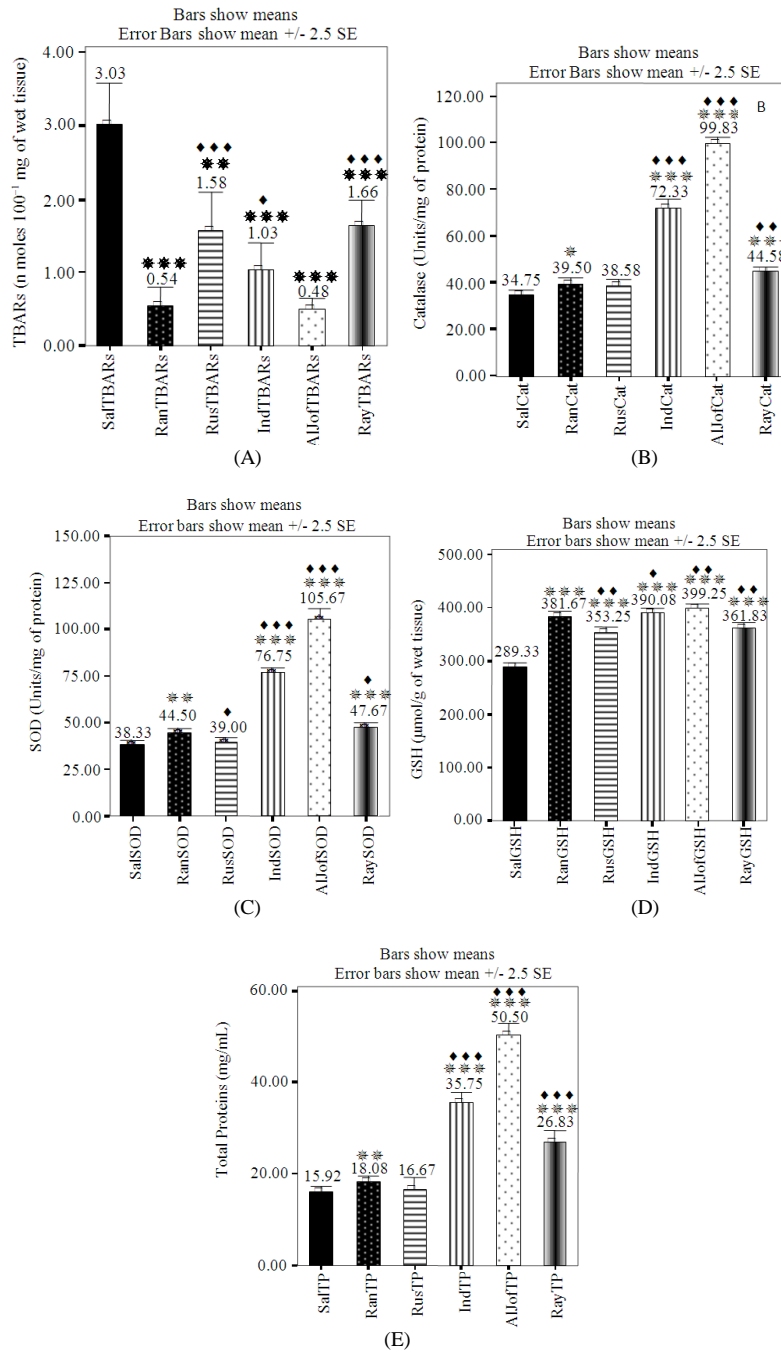 Bars show means
Error Bars show mean +/- 2.5 SE
TBARs (n moles 100⁻¹ mg of wet tissue)
4.00
3.00
2.00
1.00
0.00
3.03
✵✵✵
0.54
♦♦♦
✵✵
1.58
♦
✵✵✵
1.03
✵✵✵
0.48
♦♦♦
✵✵✵
1.66
SalTBARs
RanTBARs
RusTBARs
IndTBARs
AlJofTBARs
RayTBARs
(A)
Bars show means
Error Bars show mean +/- 2.5 SE
B
Catalase (Units/mg of protein)
120.00
100.00
80.00
60.00
40.00
20.00
0.00
34.75
✵
39.50
38.58
♦♦♦
✵✵✵
72.33
♦♦♦
✵✵✵
99.83
♦♦
✵✵✵
44.58
SalCat
RanCat
RusCat
IndCat
AlJofCat
RayCat
(B)
Bars show means
Error bars show mean +/- 2.5 SE
SOD (Units/mg of protein)
150.00
125.00
100.00
75.00
50.00
25.00
0.00
38.33
✵✵
44.50
♦
39.00
♦♦♦
✵✵✵
76.75
♦♦♦
✵✵✵
105.67
♦
✵✵✵
47.67
SalSOD
RanSOD
RusSOD
IndSOD
AlJofSOD
RaySOD
(C)
Bars show means
Error bars show mean +/- 2.5 SE
GSH (µmol/g of wet tissue)
500.00
400.00
300.00
200.00
100.00
0.00
289.33
✵✵✵
381.67
♦♦
✵✵✵
353.25
♦
✵✵✵
390.08
♦♦
✵✵✵
399.25
♦♦
✵✵✵
361.83
SalGSH
RanGSH
RusGSH
IndGSH
AlJofGSH
RayGSH
(D)
Bars show means
Error bars show mean +/- 2.5 SE
Total Proteins (mg/mL)
60.00
40.00
20.00
0.00
15.92
✵✵
18.08
16.67
♦♦♦
✵✵✵
35.75
♦♦♦
✵✵✵
50.50
♦♦♦
✵✵✵
26.83
SalTP
RanTP
RusTP
IndTP
AlJofTP
RayTP
(E)